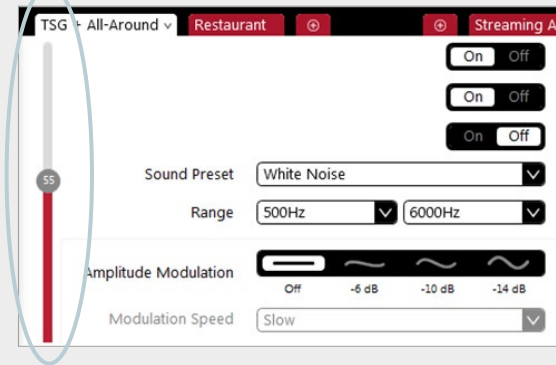 TSG + All-Around Restaurant Streaming A
On Off
On Off
On Off
55
Sound Preset White Noise
Range 500Hz 6000Hz
Amplitude Modulation
Off -6 dB -10 dB -14 dB
Modulation Speed Slow